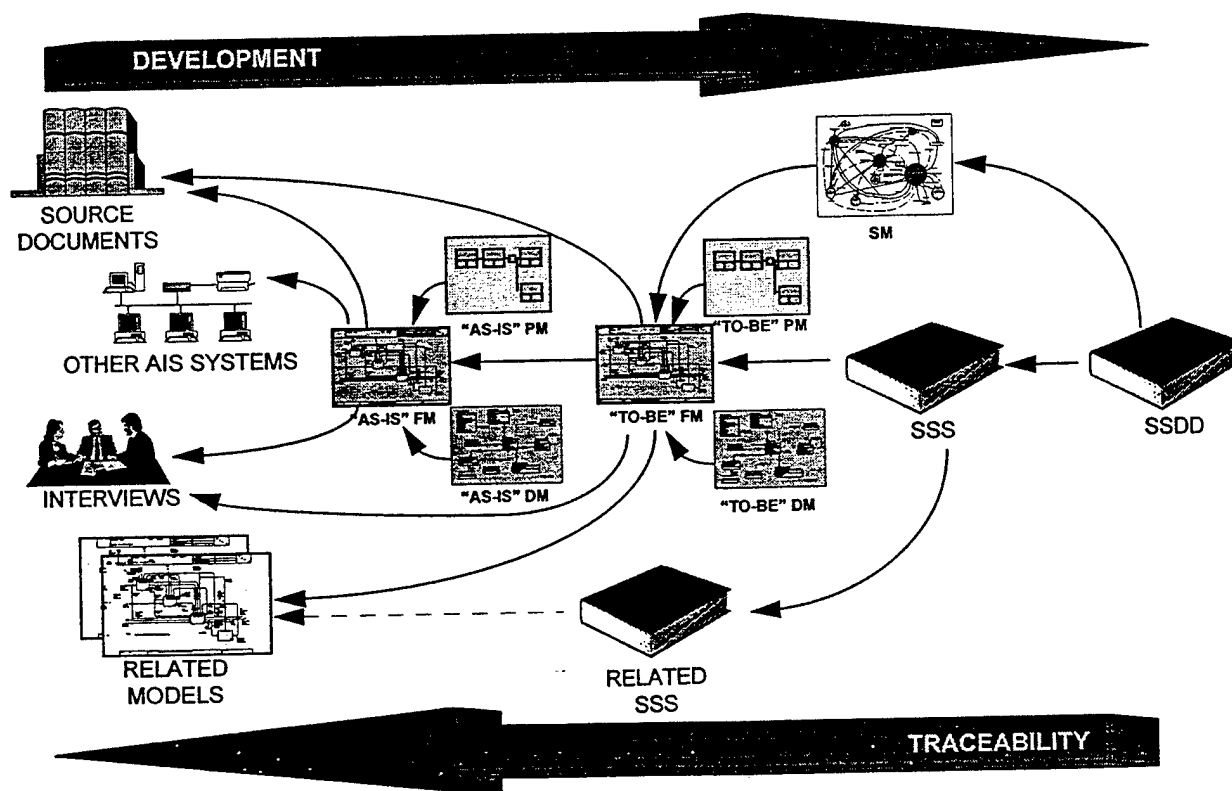 DEVELOPMENT
SOURCE
DOCUMENTS
SM
"AS-IS" PM
"TO-BE" PM
OTHER AIS SYSTEMS
"AS-IS" FM
"TO-BE" FM
SSS
SSDD
INTERVIEWS
"AS-IS" DM
"TO-BE" DM
RELATED
MODELS
RELATED
SSS
TRACEABILITY